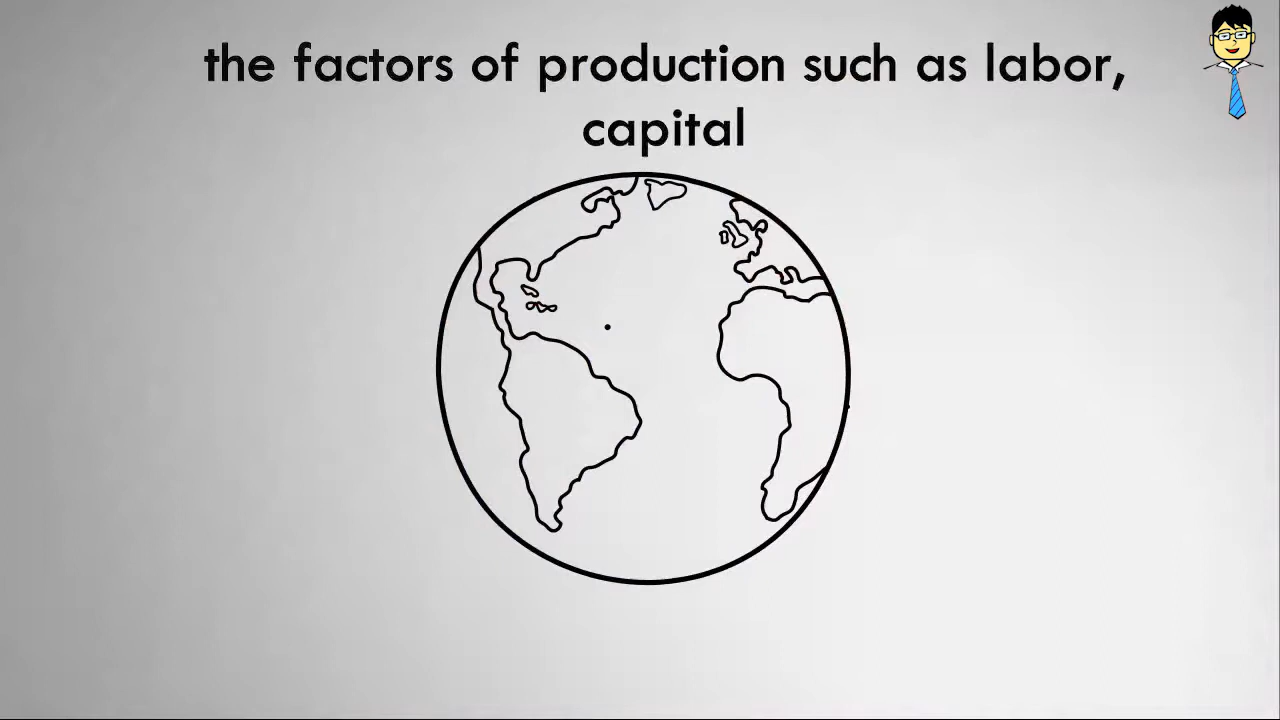 the factors of production such as labor,
capital